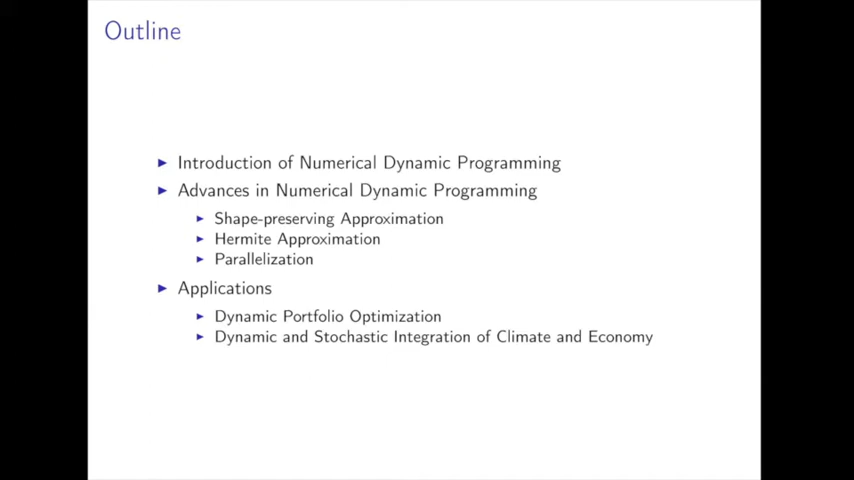 Outline
Introduction of Numerical Dynamic Programming
Advances in Numerical Dynamic Programming
Shape-preserving Approximation
Hermite Approximation
Parallelization
Applications
Dynamic Portfolio Optimization
Dynamic and Stochastic Integration of Climate and Economy